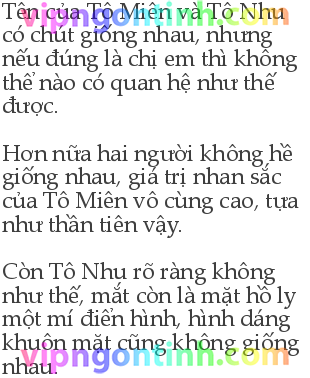 Tên của Tô Miên và Tô Nhu
vipngontinh.com
có chút giống nhau, nhưng
nếu đúng là chị em thì không
thể nào có quan hệ như thế
được.
Hơn nữa hai người không hề
giống nhau, giá trị nhan sắc
của Tô Miên vô cùng cao, tựa
như thần tiên vậy.
Còn Tô Nhu rõ ràng không
như thế, mắt còn là mặt hồ ly
một mí điển hình, hình dáng
khuôn mặt cũng không giống
vipngontinh.com
nhau.